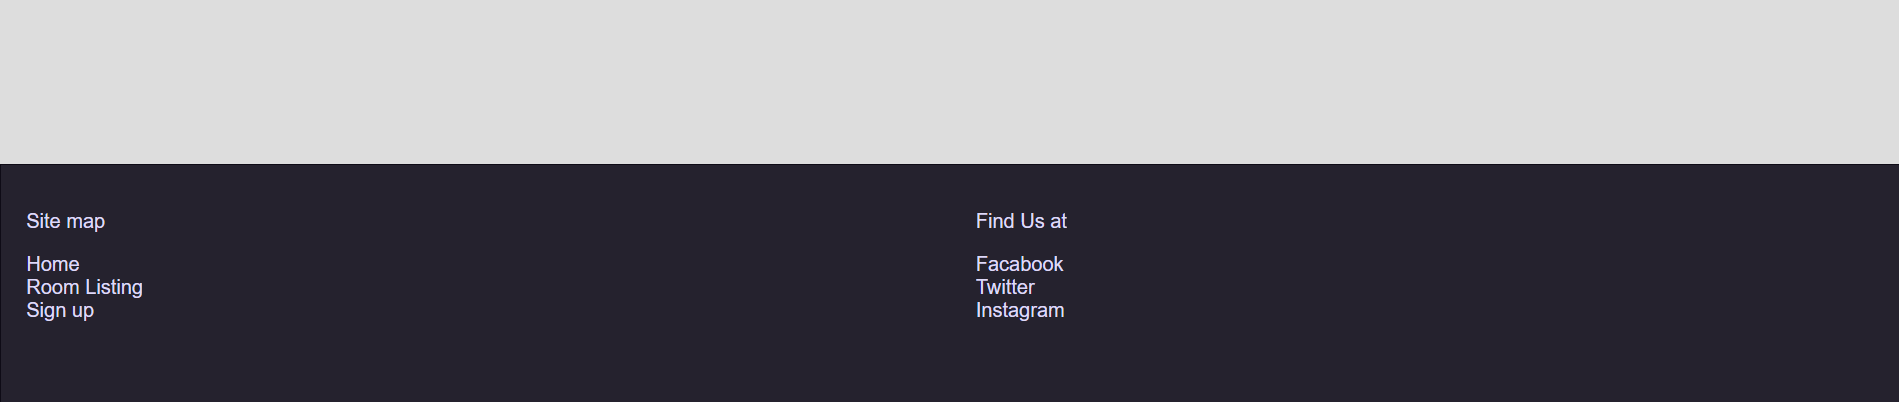 Site map
Home
Room Listing
Sign up
Find Us at
Facabook
Twitter
Instagram